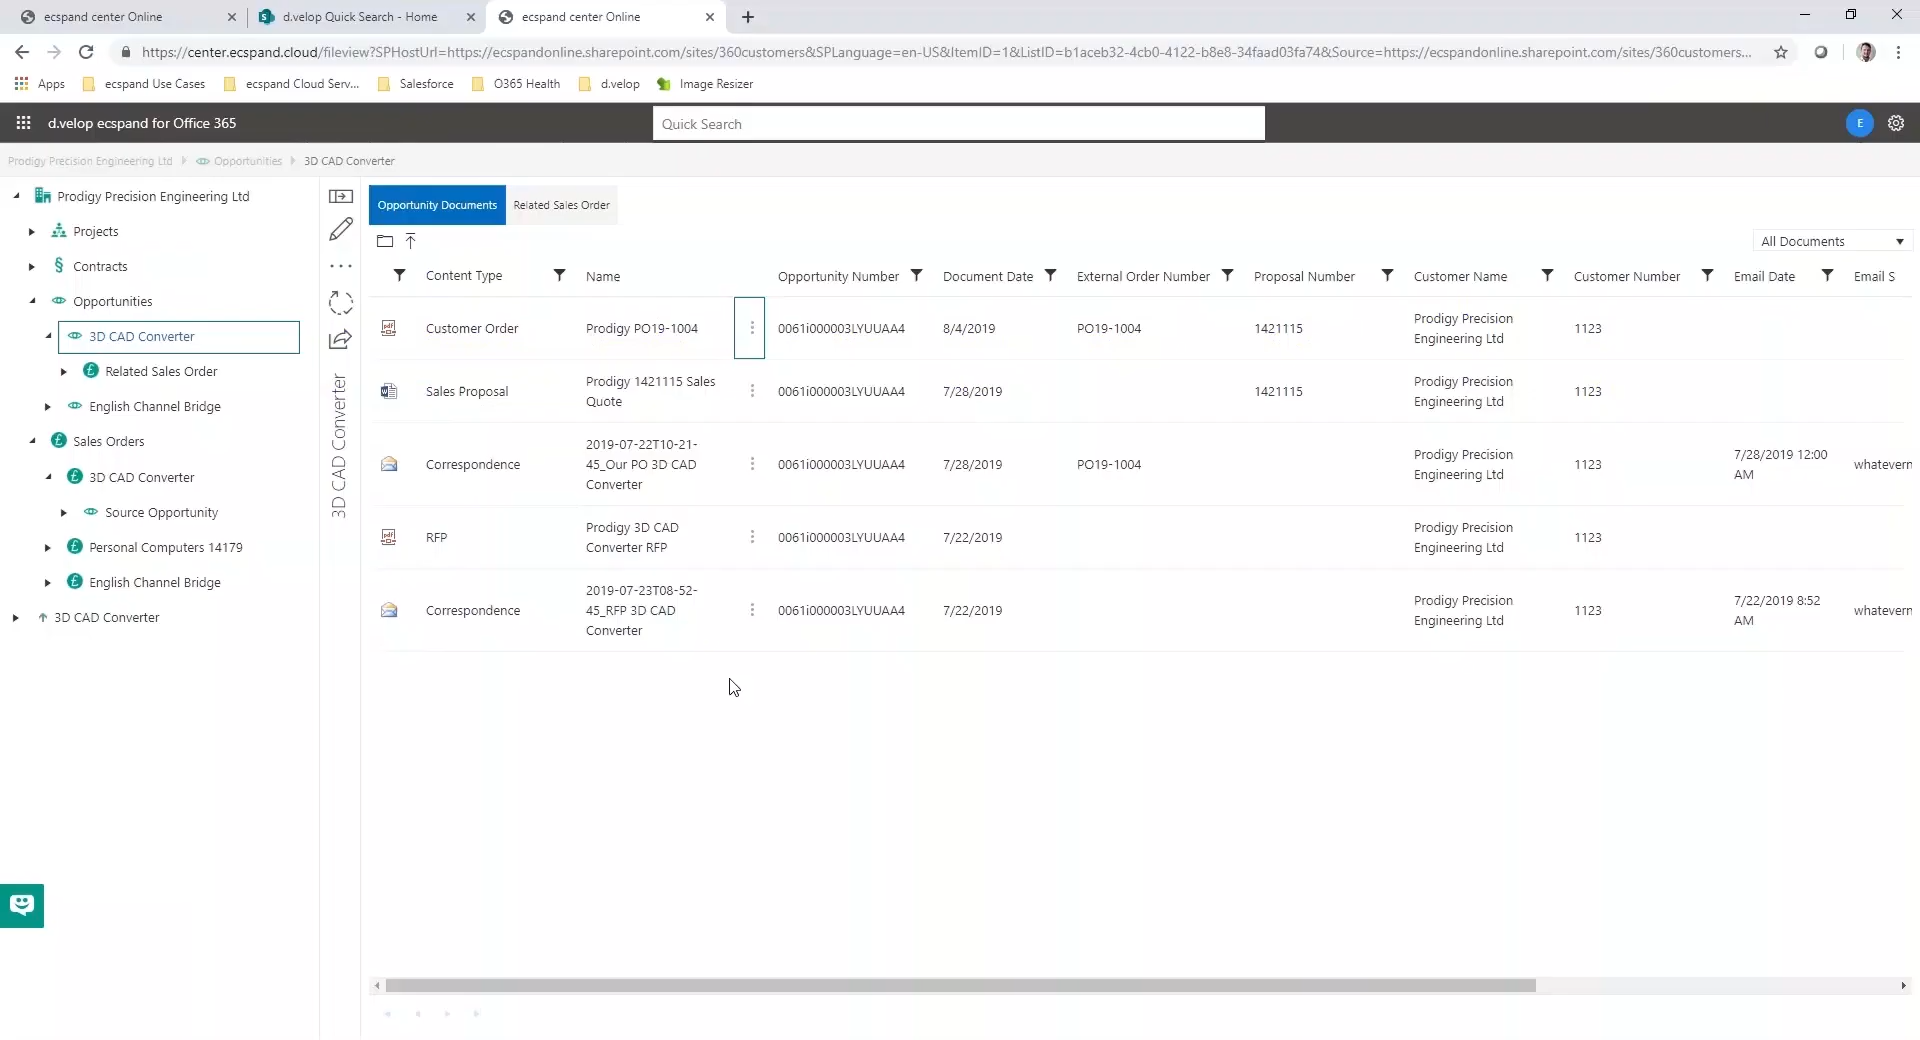 ecspand center Online
d.velop Quick Search - Home
ecspand center Online
https://center.ecspand.cloud/fileview?SPHostUrl=https://ecspandonline.sharepoint.com/sites/360customers&SPLanguage=en-US&ItemID=1&ListID=b1aceb32-4cb0-4122-b8e8-34faad03fa74&Source=https://ecspandonline.sharepoint.com/sites/360customers...
Apps
ecspand Use Cases
ecspand Cloud Serv...
Salesforce
O365 Health
d.velop
Image Resizer
d.velop ecspand for Office 365
Quick Search
E
Prodigy Precision Engineering Ltd
Opportunities
3D CAD Converter
Prodigy Precision Engineering Ltd
Projects
Contracts
Opportunities
3D CAD Converter
Related Sales Order
English Channel Bridge
Sales Orders
3D CAD Converter
Source Opportunity
Personal Computers 14179
English Channel Bridge
3D CAD Converter
3D CAD Converter
Opportunity Documents
Related Sales Order
All Documents
Content Type
Name
Opportunity Number
Document Date
External Order Number
Proposal Number
Customer Name
Customer Number
Email Date
Email S
Customer Order
Prodigy PO19-1004
0061i000003LYUUAA4
8/4/2019
PO19-1004
1421115
Prodigy Precision
Engineering Ltd
1123
Sales Proposal
Prodigy 1421115 Sales
Quote
0061i000003LYUUAA4
7/28/2019
1421115
Prodigy Precision
Engineering Ltd
1123
Correspondence
2019-07-22T10-21-
45_Our PO 3D CAD
Converter
0061i000003LYUUAA4
7/28/2019
PO19-1004
Prodigy Precision
Engineering Ltd
1123
7/28/2019 12:00
AM
whatevern
RFP
Prodigy 3D CAD
Converter RFP
0061i000003LYUUAA4
7/22/2019
Prodigy Precision
Engineering Ltd
1123
Correspondence
2019-07-23T08-52-
45_RFP 3D CAD
Converter
0061i000003LYUUAA4
7/22/2019
Prodigy Precision
Engineering Ltd
1123
7/22/2019 8:52
AM
whatevern